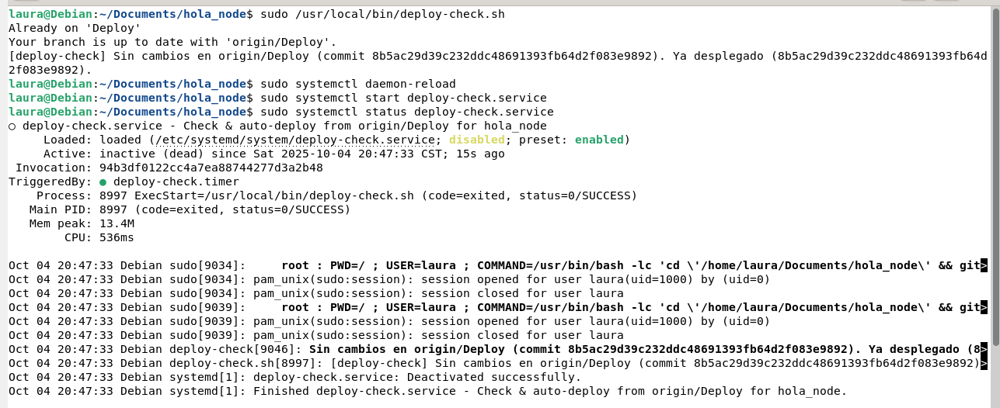 laura@Debian:~/Documents/hola_node$ sudo /usr/local/bin/deploy-check.sh
Already on 'Deploy'
Your branch is up to date with 'origin/Deploy'.
[deploy-check] Sin cambios en origin/Deploy (commit 8b5ac29d39c232ddc48691393fb64d2f083e9892). Ya desplegado (8b5ac29d39c232ddc48691393fb64d
2f083e9892).
laura@Debian:~/Documents/hola_node$ sudo systemctl daemon-reload
laura@Debian:~/Documents/hola_node$ sudo systemctl start deploy-check.service
laura@Debian:~/Documents/hola_node$ sudo systemctl status deploy-check.service
○ deploy-check.service - Check & auto-deploy from origin/Deploy for hola_node
Loaded: loaded (/etc/systemd/system/deploy-check.service; disabled; preset: enabled)
Active: inactive (dead) since Sat 2025-10-04 20:47:33 CST; 15s ago
Invocation: 94b3df0122cc4a7ea88744277d3a2b48
TriggeredBy: ● deploy-check.timer
Process: 8997 ExecStart=/usr/local/bin/deploy-check.sh (code=exited, status=0/SUCCESS)
Main PID: 8997 (code=exited, status=0/SUCCESS)
Mem peak: 13.4M
CPU: 536ms
Oct 04 20:47:33 Debian sudo[9034]:     root : PWD=/ ; USER=laura ; COMMAND=/usr/bin/bash -lc 'cd \'/home/laura/Documents/hola_node\' && git>
Oct 04 20:47:33 Debian sudo[9034]: pam_unix(sudo:session): session opened for user laura(uid=1000) by (uid=0)
Oct 04 20:47:33 Debian sudo[9034]: pam_unix(sudo:session): session closed for user laura
Oct 04 20:47:33 Debian sudo[9039]:     root : PWD=/ ; USER=laura ; COMMAND=/usr/bin/bash -lc 'cd \'/home/laura/Documents/hola_node\' && git>
Oct 04 20:47:33 Debian sudo[9039]: pam_unix(sudo:session): session opened for user laura(uid=1000) by (uid=0)
Oct 04 20:47:33 Debian sudo[9039]: pam_unix(sudo:session): session closed for user laura
Oct 04 20:47:33 Debian deploy-check[9046]: Sin cambios en origin/Deploy (commit 8b5ac29d39c232ddc48691393fb64d2f083e9892). Ya desplegado (8>
Oct 04 20:47:33 Debian deploy-check.sh[8997]: [deploy-check] Sin cambios en origin/Deploy (commit 8b5ac29d39c232ddc48691393fb64d2f083e9892)>
Oct 04 20:47:33 Debian systemd[1]: deploy-check.service: Deactivated successfully.
Oct 04 20:47:33 Debian systemd[1]: Finished deploy-check.service - Check & auto-deploy from origin/Deploy for hola_node.